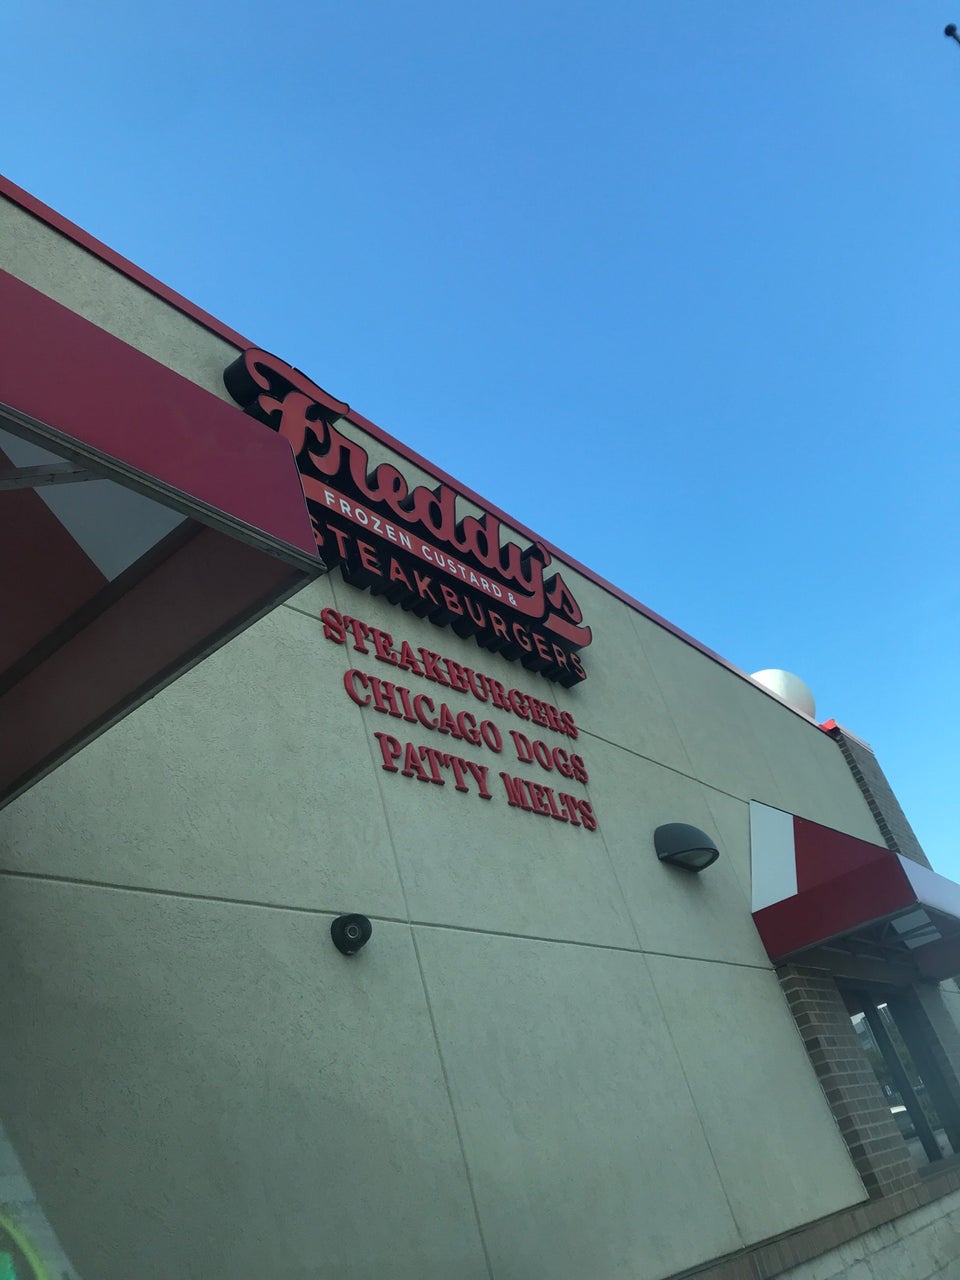 Freddy's
FROZEN CUSTARD &
STEAKBURGERS
STEAKBURGERS
CHICAGO DOGS
PATTY MELTS